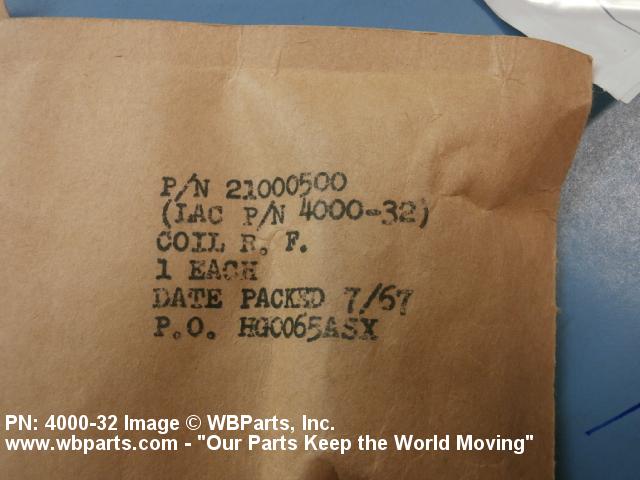 P/N 21000500
(IAC P/N 4000-32)
COIL R. F.
1 EACH
DATE PACKED 7/67
P.O. HG0065ASX
PN: 4000-32 Image © WBParts, Inc.
www.wbparts.com - "Our Parts Keep the World Moving"